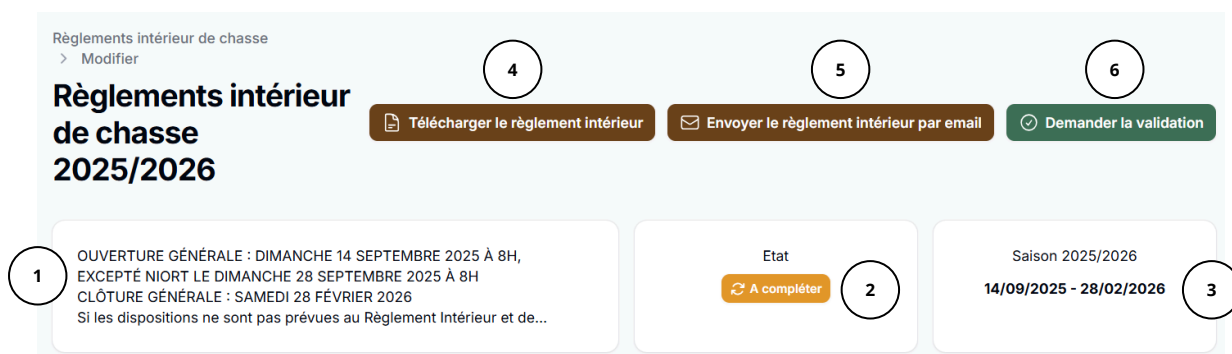 Règlements intérieur de chasse
> Modifier
Règlements intérieur
de chasse
2025/2026
4
5
6
Télécharger le règlement intérieur
Envoyer le règlement intérieur par email
Demander la validation
1
OUVERTURE GÉNÉRALE : DIMANCHE 14 SEPTEMBRE 2025 À 8H,
EXCEPTÉ NIORT LE DIMANCHE 28 SEPTEMBRE 2025 À 8H
CLÔTURE GÉNÉRALE : SAMEDI 28 FÉVRIER 2026
Si les dispositions ne sont pas prévues au Règlement Intérieur et de...
Etat
A compléter
2
Saison 2025/2026
14/09/2025 - 28/02/2026
3